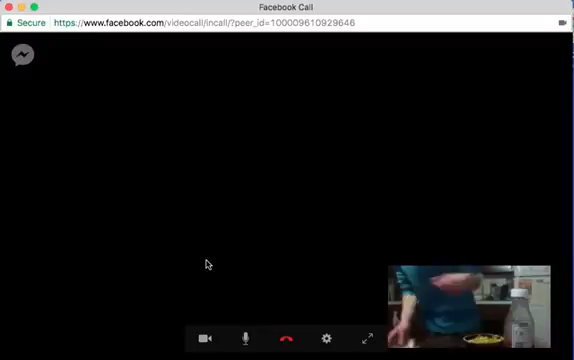 Facebook Call
Secure
https://www.facebook.com/videocall/incall/?peer_id=100009610929646